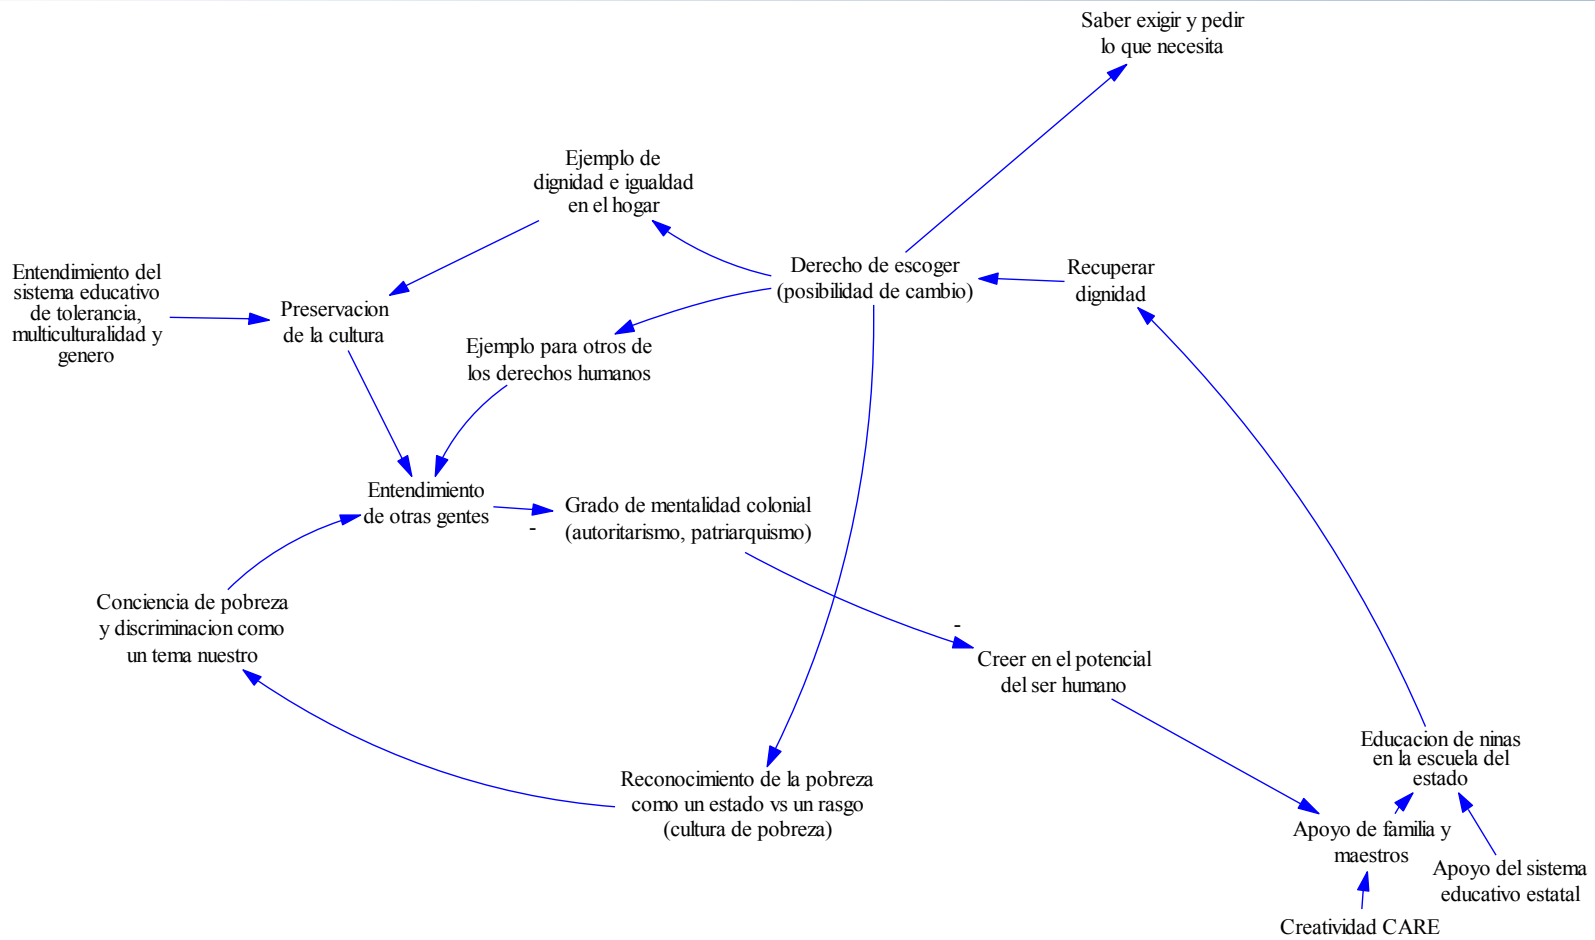 Saber exigir y pedir
lo que necesita
Ejemplo de
dignidad e igualdad
en el hogar
Derecho de escoger
(posibilidad de cambio)
Recuperar
dignidad
Entendimiento del
sistema educativo
de tolerancia,
multiculturalidad y
genero
Preservacion
de la cultura
Ejemplo para otros de
los derechos humanos
Entendimiento
de otras gentes
-
Grado de mentalidad colonial
(autoritarismo, patriarquismo)
Conciencia de pobreza
y discriminacion como
un tema nuestro
-
Creer en el potencial
del ser humano
Reconocimiento de la pobreza
como un estado vs un rasgo
(cultura de pobreza)
Educacion de ninas
en la escuela del
estado
Apoyo de familia y
maestros
Apoyo del sistema
educativo estatal
Creatividad CARE